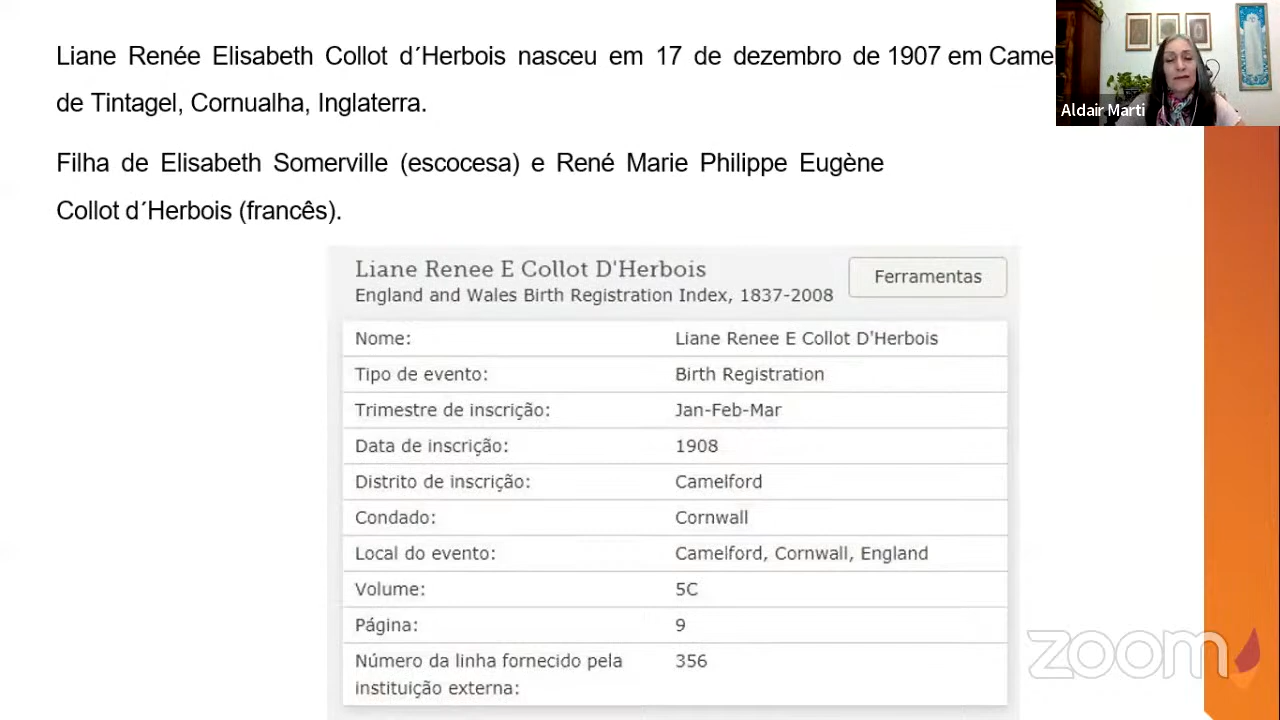 Liane Renée Elisabeth Collot d´Herbois nasceu em 17 de dezembro de 1907 em
de Tintagel, Cornualha, Inglaterra.
Aldair Marti
Filha de Elisabeth Somerville (escocesa) e René Marie Philippe Eugène
Collot d´Herbois (francês).
Liane Renee E Collot D'Herbois
Ferramentas
England and Wales Birth Registration Index, 1837-2008
Nome: Liane Renee E Collot D'Herbois
Tipo de evento: Birth Registration
Trimestre de inscrição: Jan-Feb-Mar
Data de inscrição: 1908
Distrito de inscrição: Camelford
Condado: Cornwall
Local do evento: Camelford, Cornwall, England
Volume: 5C
Página: 9
Número da linha fornecido pela 356
instituição externa:
zoom